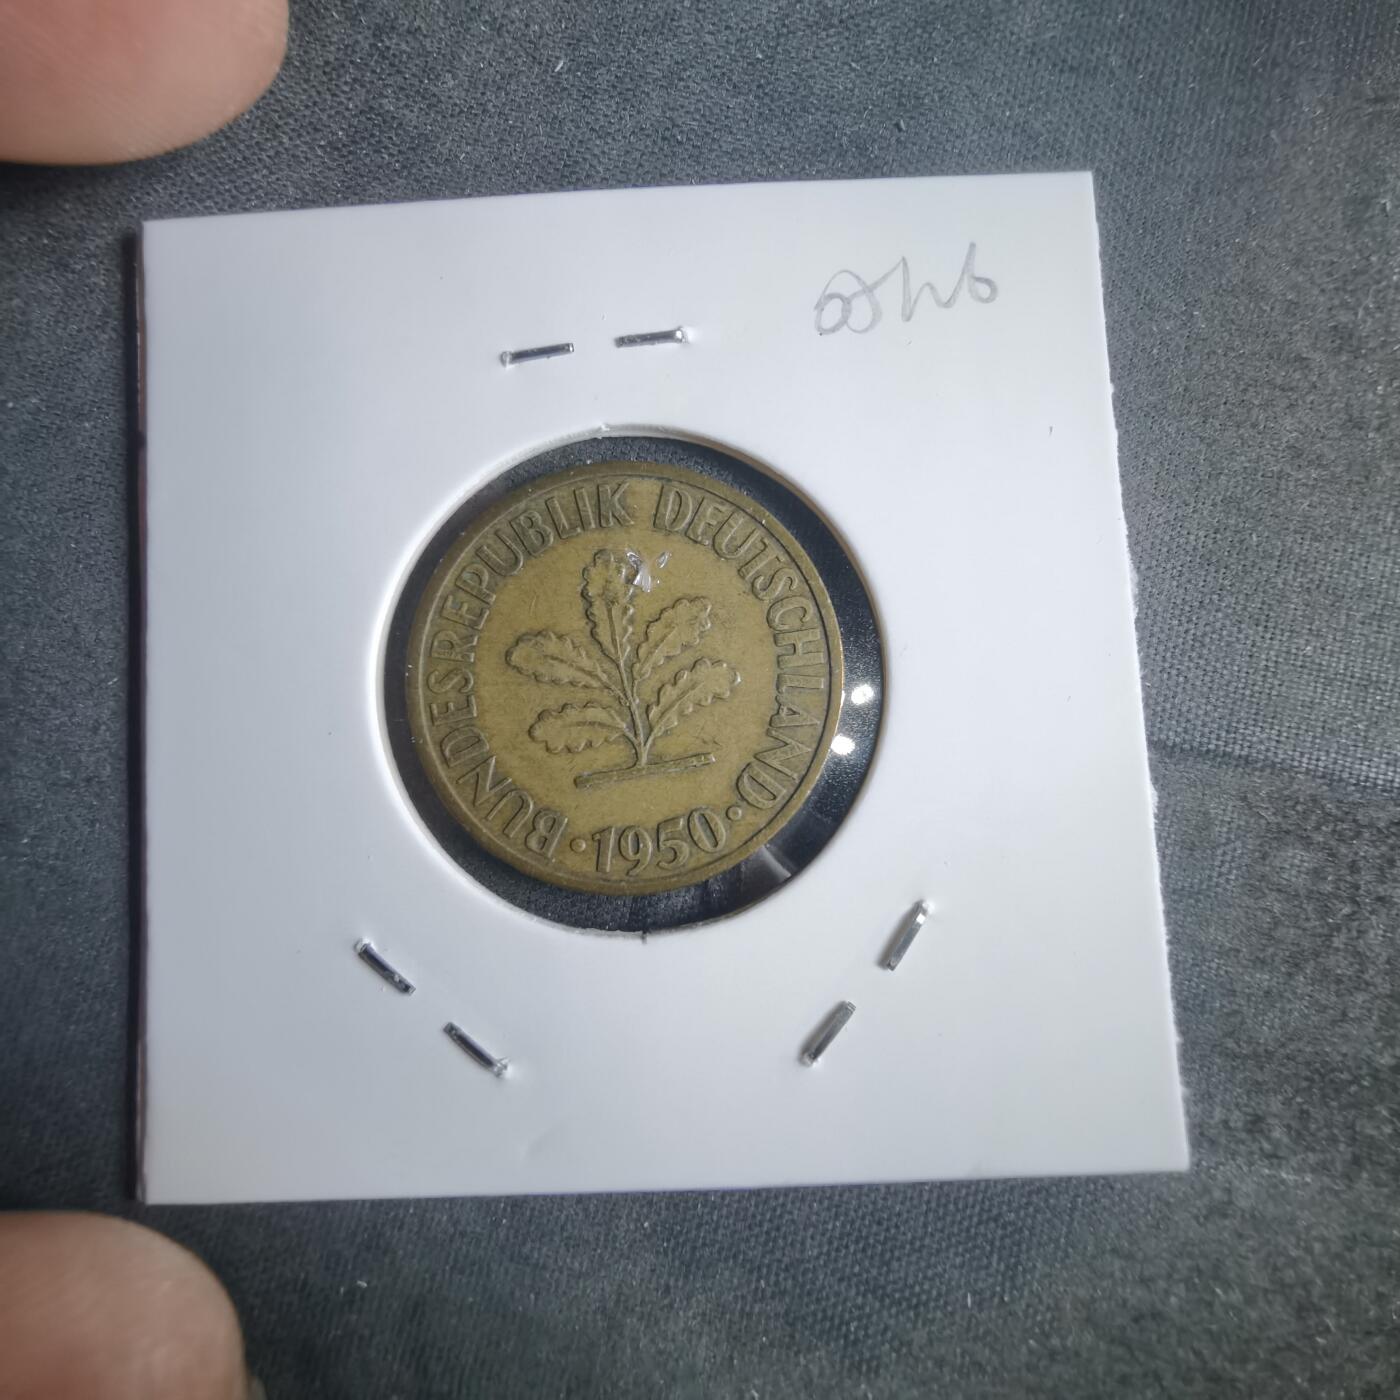 BUNDESREPUBLIK DEUTSCHLAND
· 1950 ·